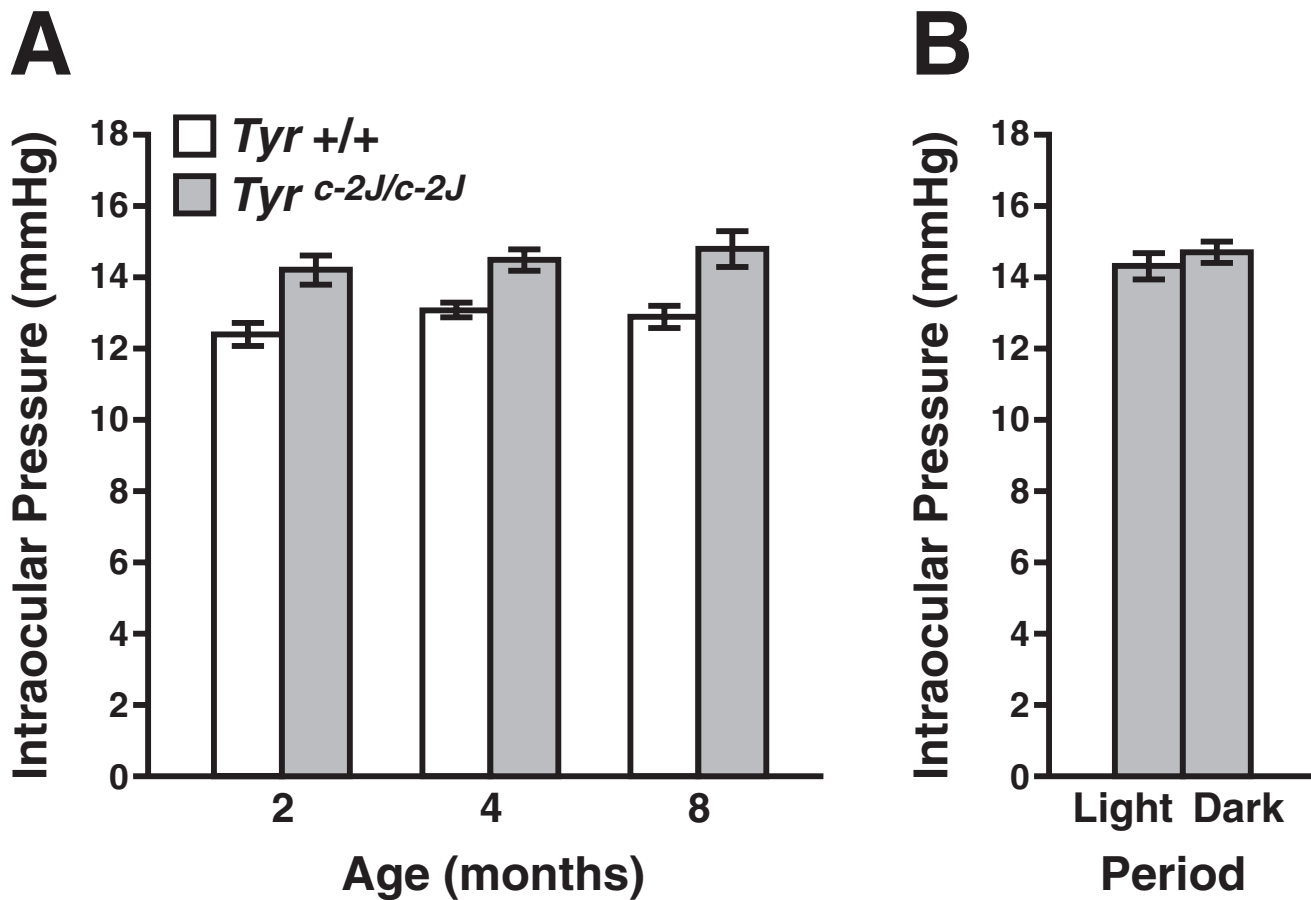 A
Intraocular Pressure (mmHg)
18
16
14
12
10
8
6
4
2
0
Tyr +/+
Tyr c-2J/c-2J
2 4 8
Age (months)
B
Intraocular Pressure (mmHg)
18
16
14
12
10
8
6
4
2
0
Light Dark
Period